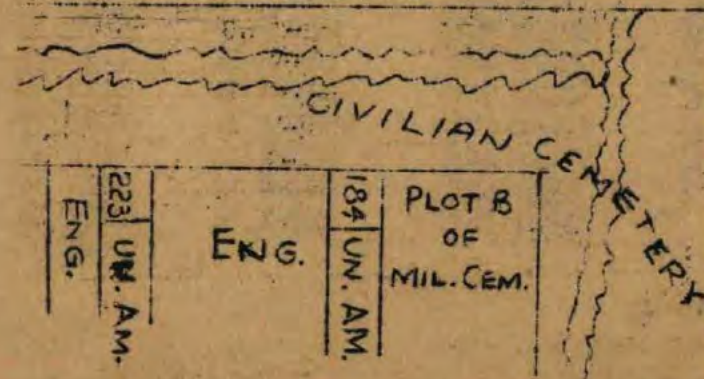 CIVILIAN CEMETERY
ENG.
223 UN. AM.
ENG.
184 UN. AM.
PLOT B
OF
MIL. CEM.